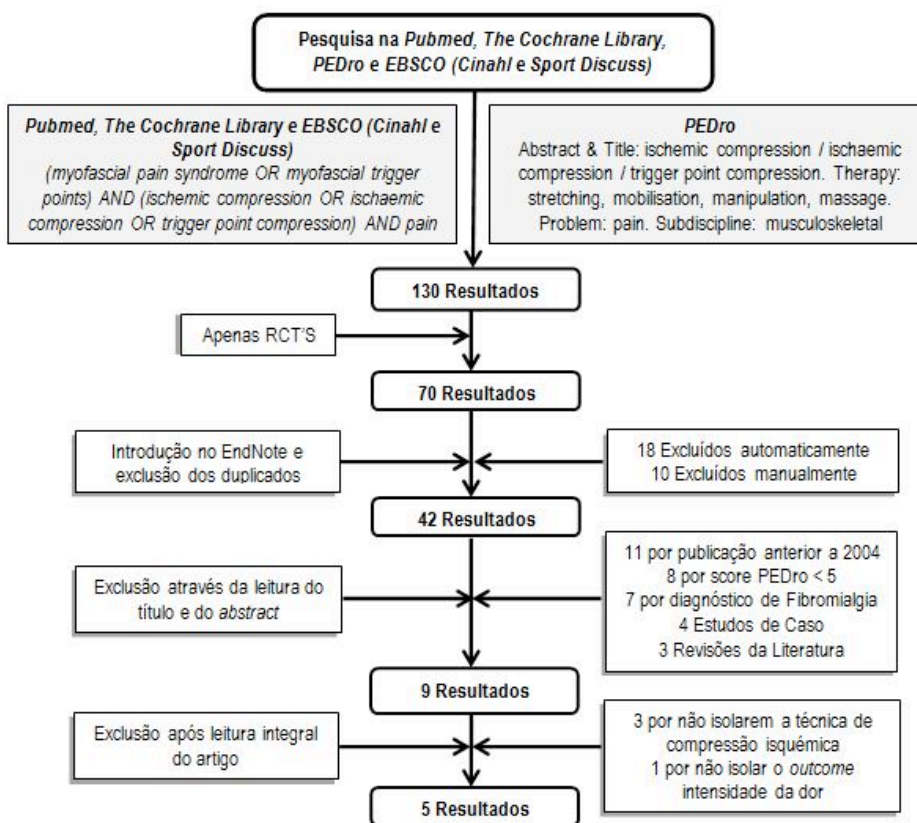 Pesquisa na Pubmed, The Cochrane Library,
PEDro e EBSCO (Cinahl e Sport Discuss)
Pubmed, The Cochrane Library e EBSCO (Cinahl e
Sport Discuss)
(myofascial pain syndrome OR myofascial trigger
points) AND (ischemic compression OR ischaemic
compression OR trigger point compression) AND pain
PEDro
Abstract & Title: ischemic compression / ischaemic
compression / trigger point compression. Therapy:
stretching, mobilisation, manipulation, massage.
Problem: pain. Subdiscipline: musculoskeletal
130 Resultados
Apenas RCT'S
70 Resultados
Introdução no EndNote e
exclusão dos duplicados
18 Excluídos automaticamente
10 Excluídos manualmente
42 Resultados
Exclusão através da leitura do
título e do abstract
11 por publicação anterior a 2004
8 por score PEDro < 5
7 por diagnóstico de Fibromialgia
4 Estudos de Caso
3 Revisões da Literatura
9 Resultados
Exclusão após leitura integral
do artigo
3 por não isolarem a técnica de
compressão isquémica
1 por não isolar o outcome
intensidade da dor
5 Resultados